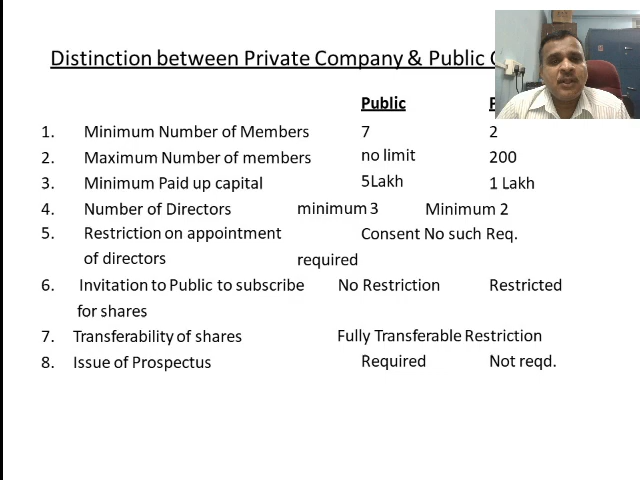 Distinction between Private Company & Public
Public
1. Minimum Number of Members 7 2
2. Maximum Number of members no limit 200
3. Minimum Paid up capital 5Lakh 1 Lakh
4. Number of Directors minimum 3 Minimum 2
5. Restriction on appointment Consent No such Req.
of directors required
6. Invitation to Public to subscribe No Restriction Restricted
for shares
7. Transferability of shares Fully Transferable Restriction
8. Issue of Prospectus Required Not reqd.